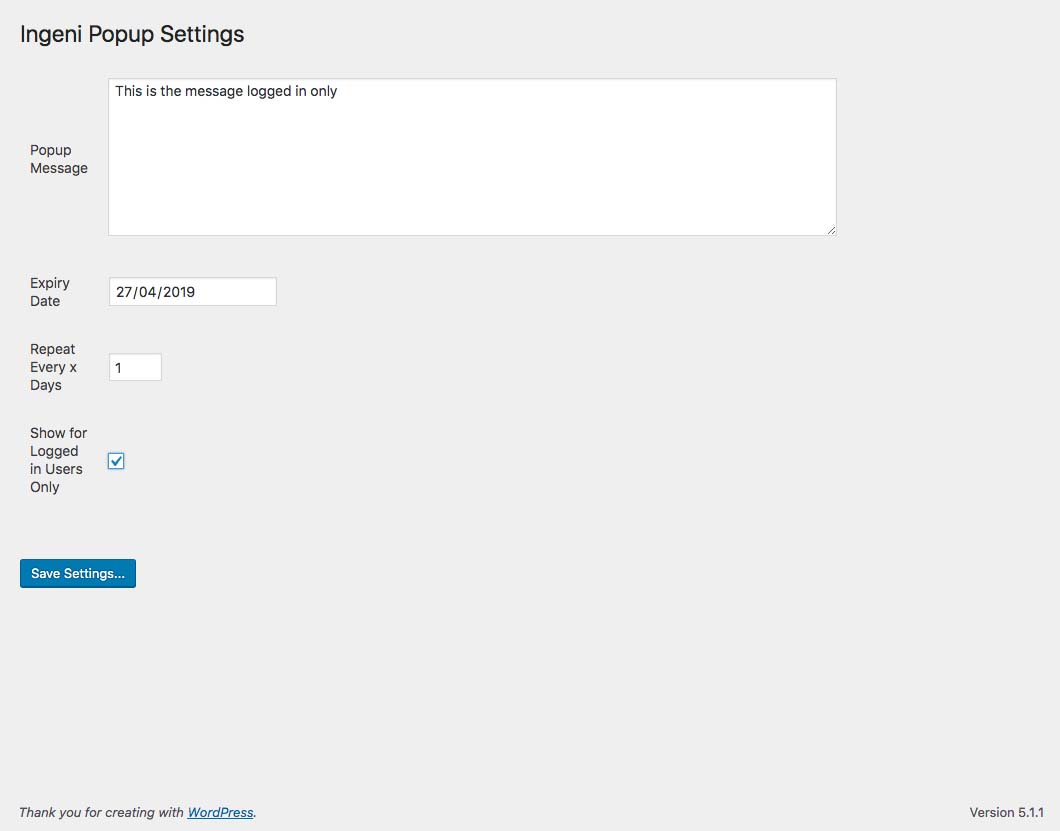 Ingeni Popup Settings
This is the message logged in only
Popup
Message
Expiry
Date
27/04/2019
Repeat
Every x
Days
1
Show for
Logged
in Users
Only
Save Settings...
Thank you for creating with WordPress.
Version 5.1.1